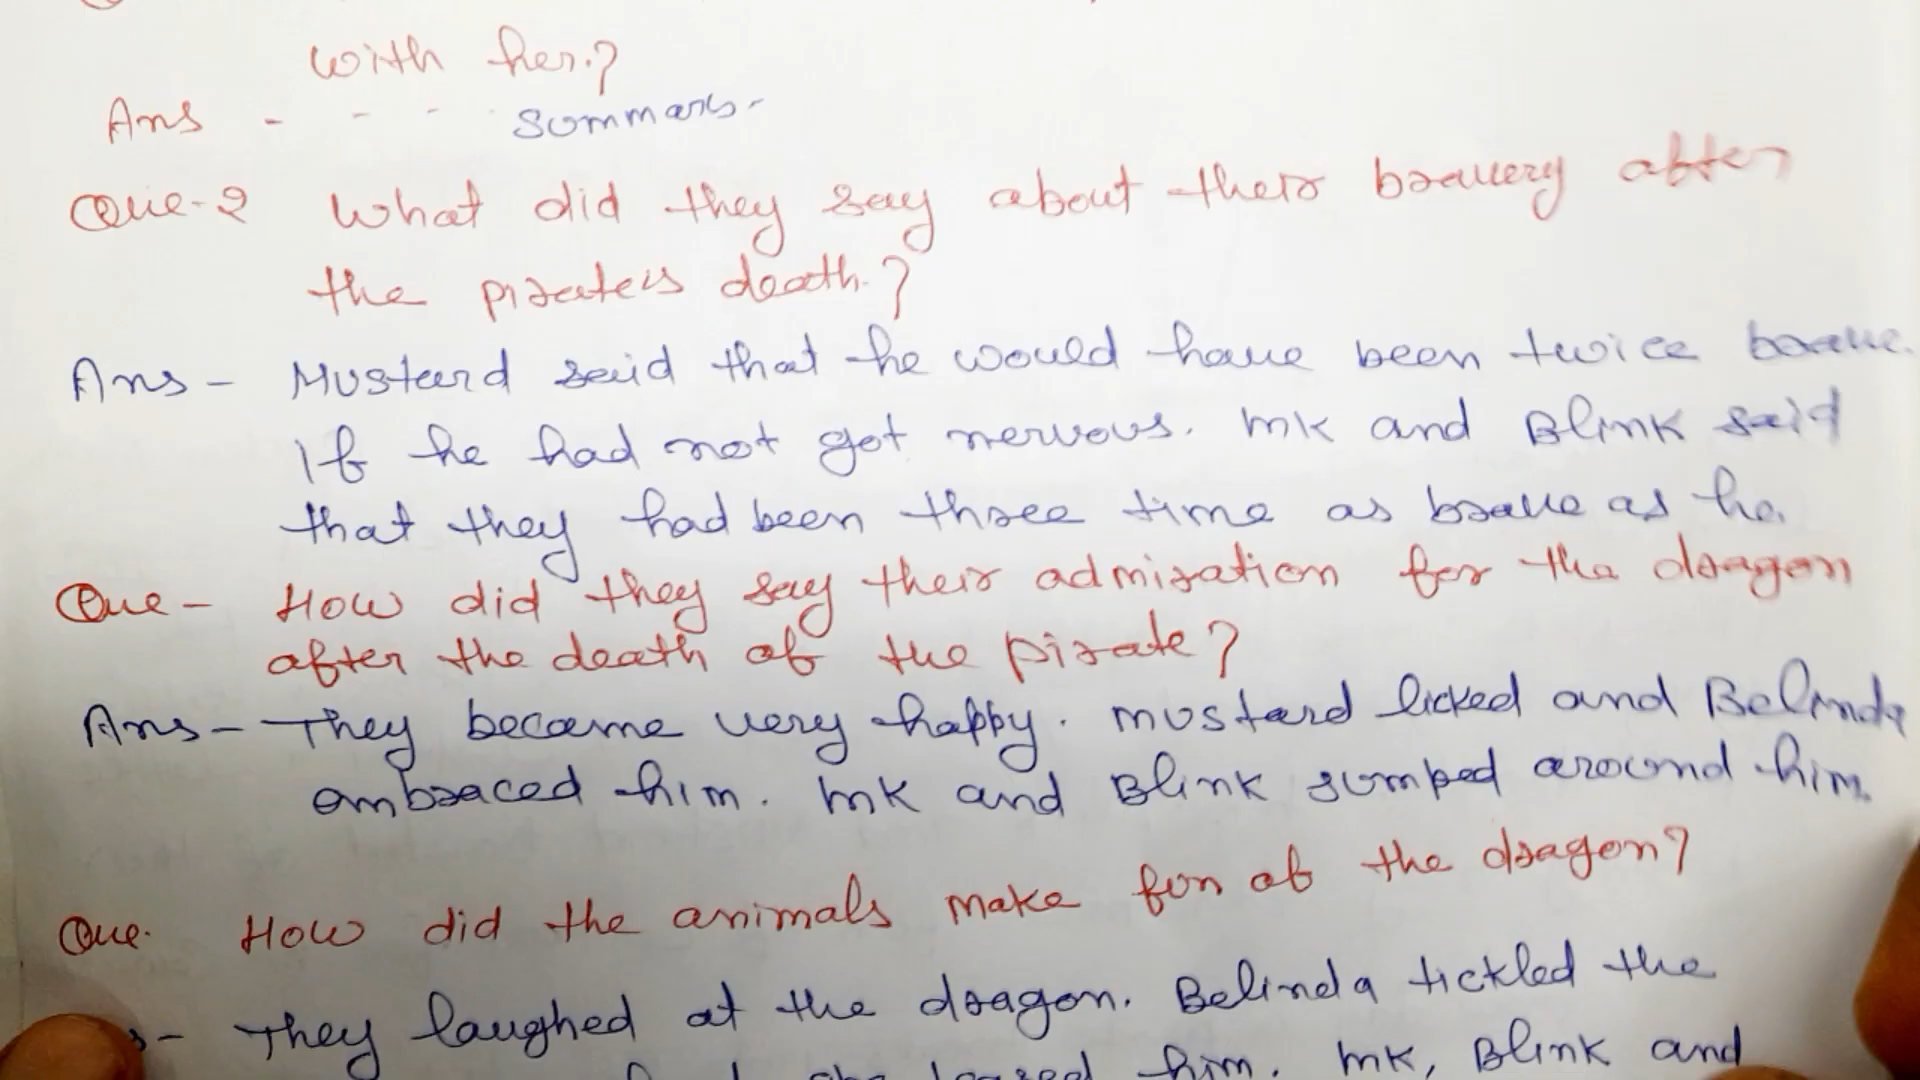 with her.?
Ans - - - Summary-
Que-2 What did they say about their bravery after
the pirate's death.?
Ans - Mustard said that he would have been twice brave.
If he had not got nervous. Ink and Blink said
that they had been three time as brave as he.
Que - How did they say their admiration for the dragon
after the death of the pirate?
Ans - They became very happy. Mustard licked and Belinda
embraced him. Ink and Blink jumped around him.
Que. How did the animals make fun of the dragon?
- They laughed at the dragon. Belinda tickled the
him. Ink, Blink and